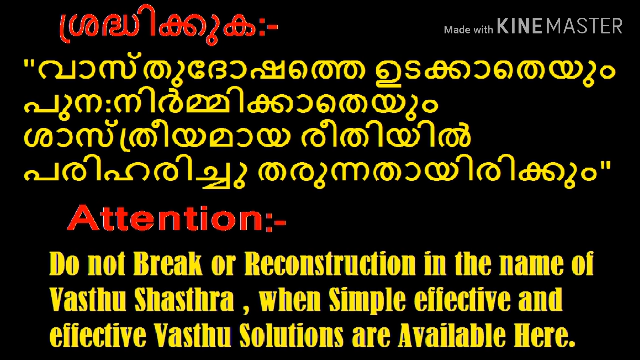 ശ്രദ്ധിക്കുക:-
Made with KINEMASTER
"വാസ്തുദോഷത്തെ ഉടക്കാതെയും
പുന:നിർമ്മിക്കാതെയും
ശാസ്ത്രീയമായ രീതിയിൽ
പരിഹരിച്ചു തരുന്നതായിരിക്കും"
Attention:-
Do not Break or Reconstruction in the name of
Vasthu Shasthra , when Simple effective and
effective Vasthu Solutions are Available Here.